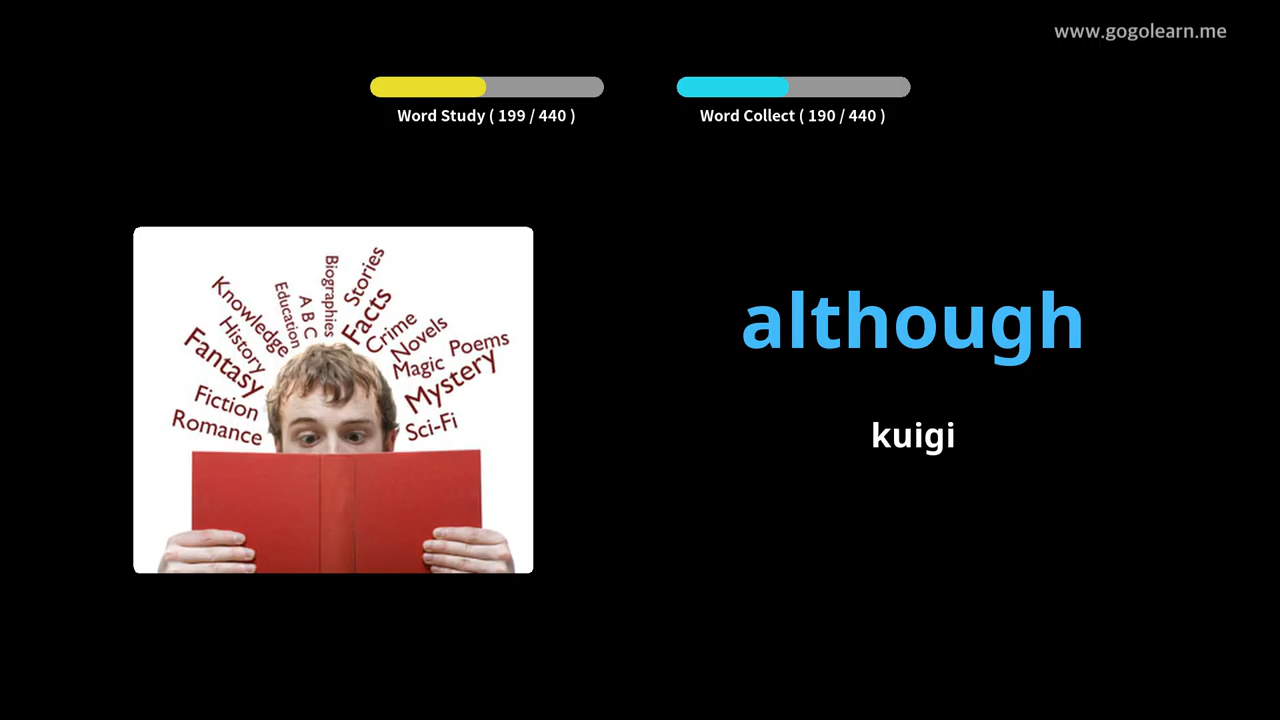 www.gogolearn.me
Word Study ( 199 / 440 )
Word Collect ( 190 / 440 )
Knowledge
History
Fantasy
Fiction
Romance
Education
A B C
Biographies
Stories
Facts
Crime
Novels
Magic
Poems
Mystery
Sci-Fi
although
kuigi